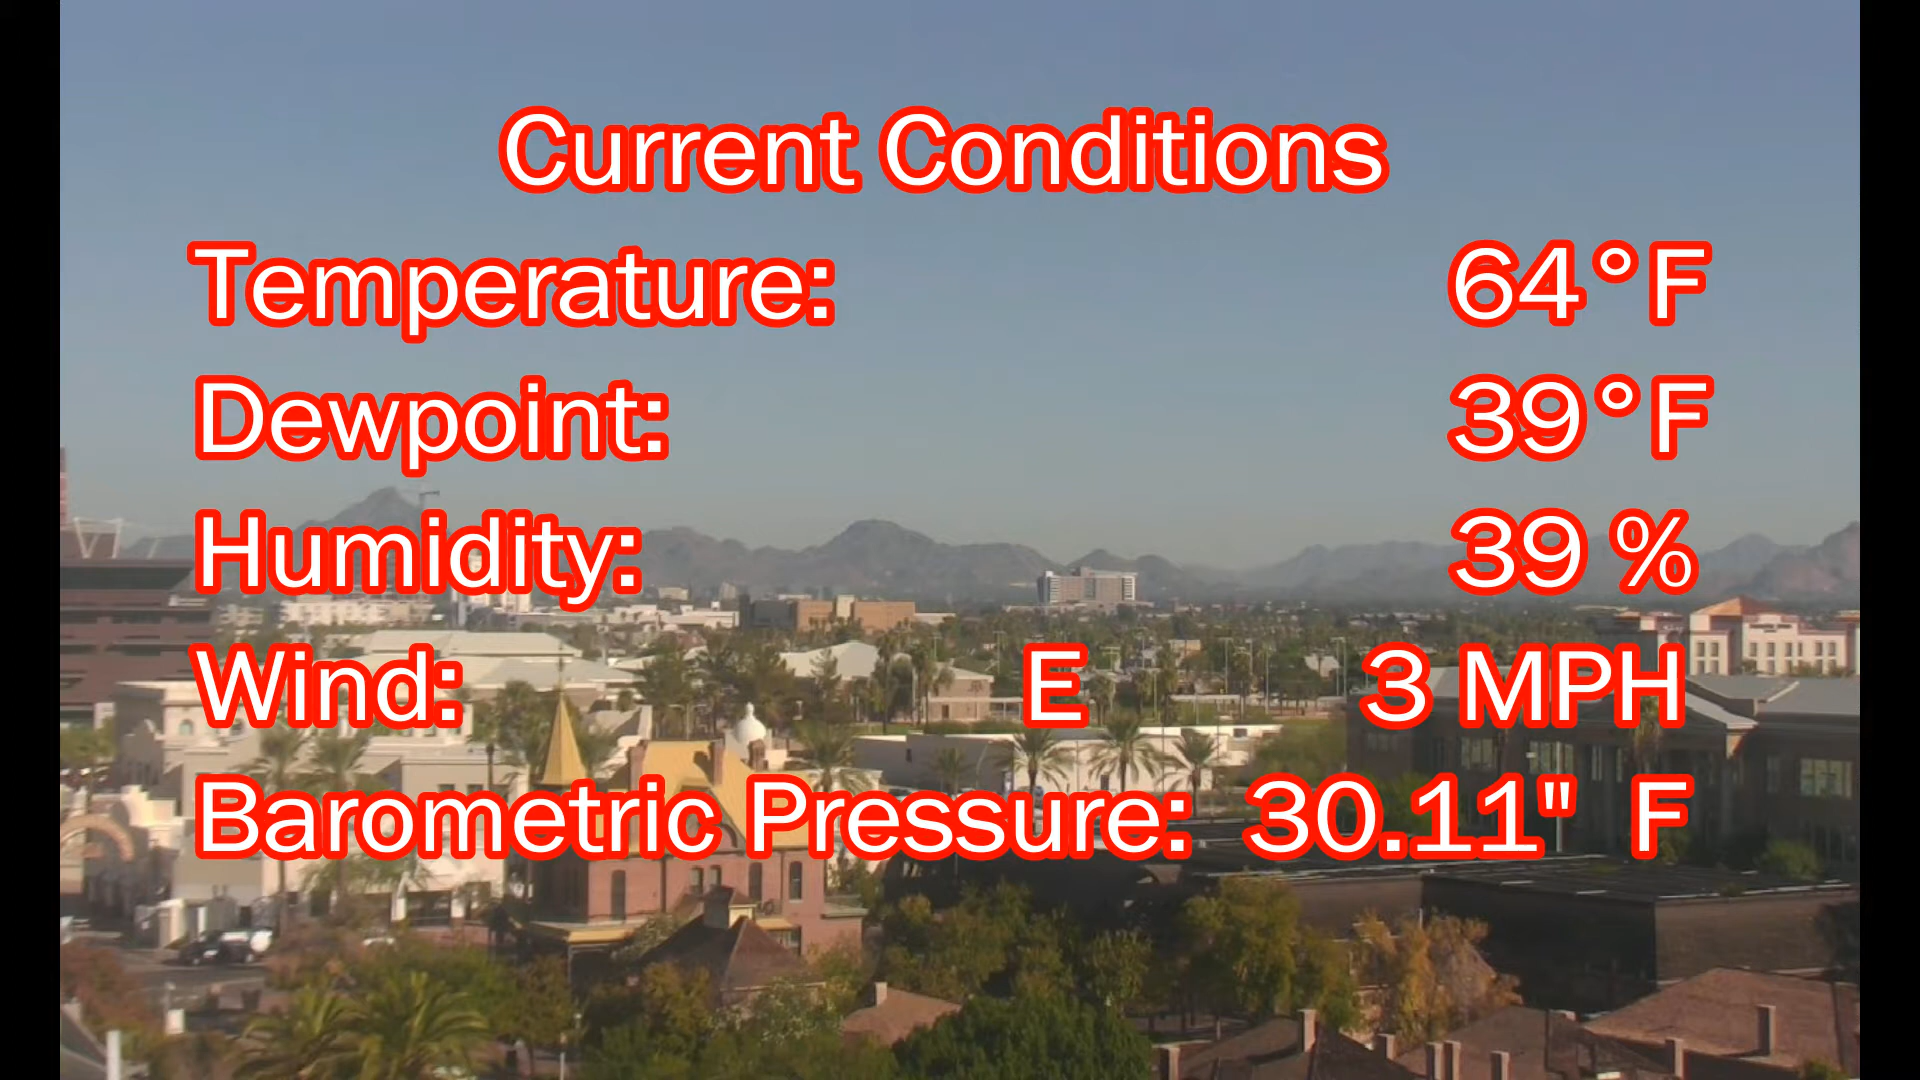 Current Conditions
Temperature: 64°F
Dewpoint: 39°F
Humidity: 39 %
Wind: E 3 MPH
Barometric Pressure: 30.11" F